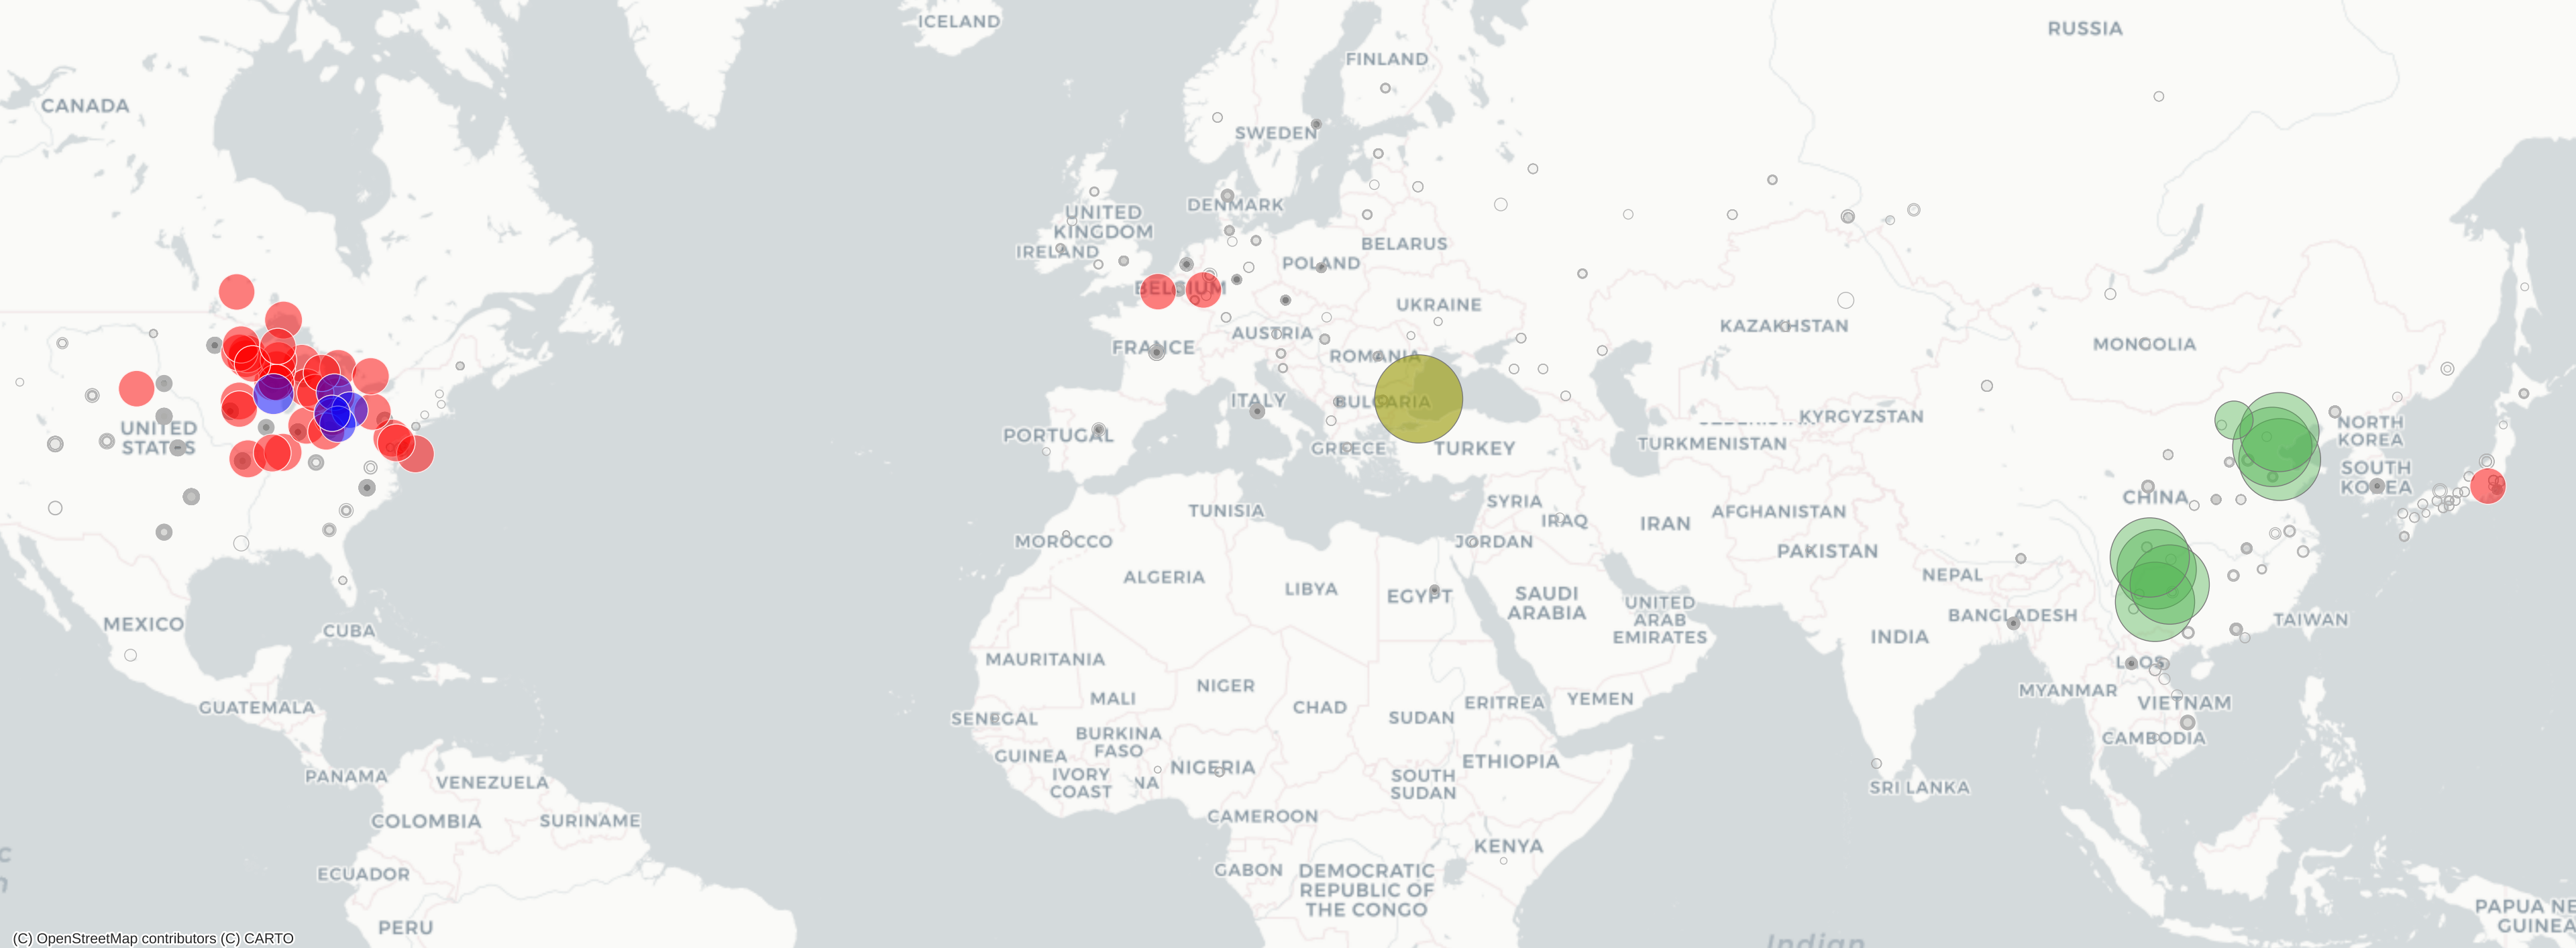 ICELAND
RUSSIA
FINLAND
CANADA
SWEDEN
DENMARK
UNITED
KINGDOM
IRELAND
BELARUS
POLAND
BELGIUM
UKRAINE
KAZAKHSTAN
AUSTRIA
FRANCE
MONGOLIA
ROMANIA
ITALY
BULGARIA
KYRGYZSTAN
NORTH
KOREA
UNITED
STATES
PORTUGAL
GREECE
TURKEY
TURKMENISTAN
SOUTH
KOREA
CHINA
SYRIA
TUNISIA
IRAQ
IRAN
AFGHANISTAN
MOROCCO
JORDAN
PAKISTAN
ALGERIA
LIBYA
EGYPT
SAUDI
ARABIA
NEPAL
UNITED
ARAB
EMIRATES
BANGLADESH
TAIWAN
MEXICO
CUBA
INDIA
MAURITANIA
LAOS
NIGER
MYANMAR
MALI
GUATEMALA
CHAD
ERITREA
YEMEN
VIETNAM
SENEGAL
SUDAN
BURKINA
FASO
CAMBODIA
GUINEA
NIGERIA
ETHIOPIA
PANAMA
VENEZUELA
IVORY
COAST
NA
SOUTH
SUDAN
SRI LANKA
COLOMBIA
SURINAME
CAMEROON
KENYA
C
ECUADOR
GABON
DEMOCRATIC
REPUBLIC OF
THE CONGO
PAPUA NE
GUINEA
PERU
(C) OpenStreetMap contributors (C) CARTO
Indian